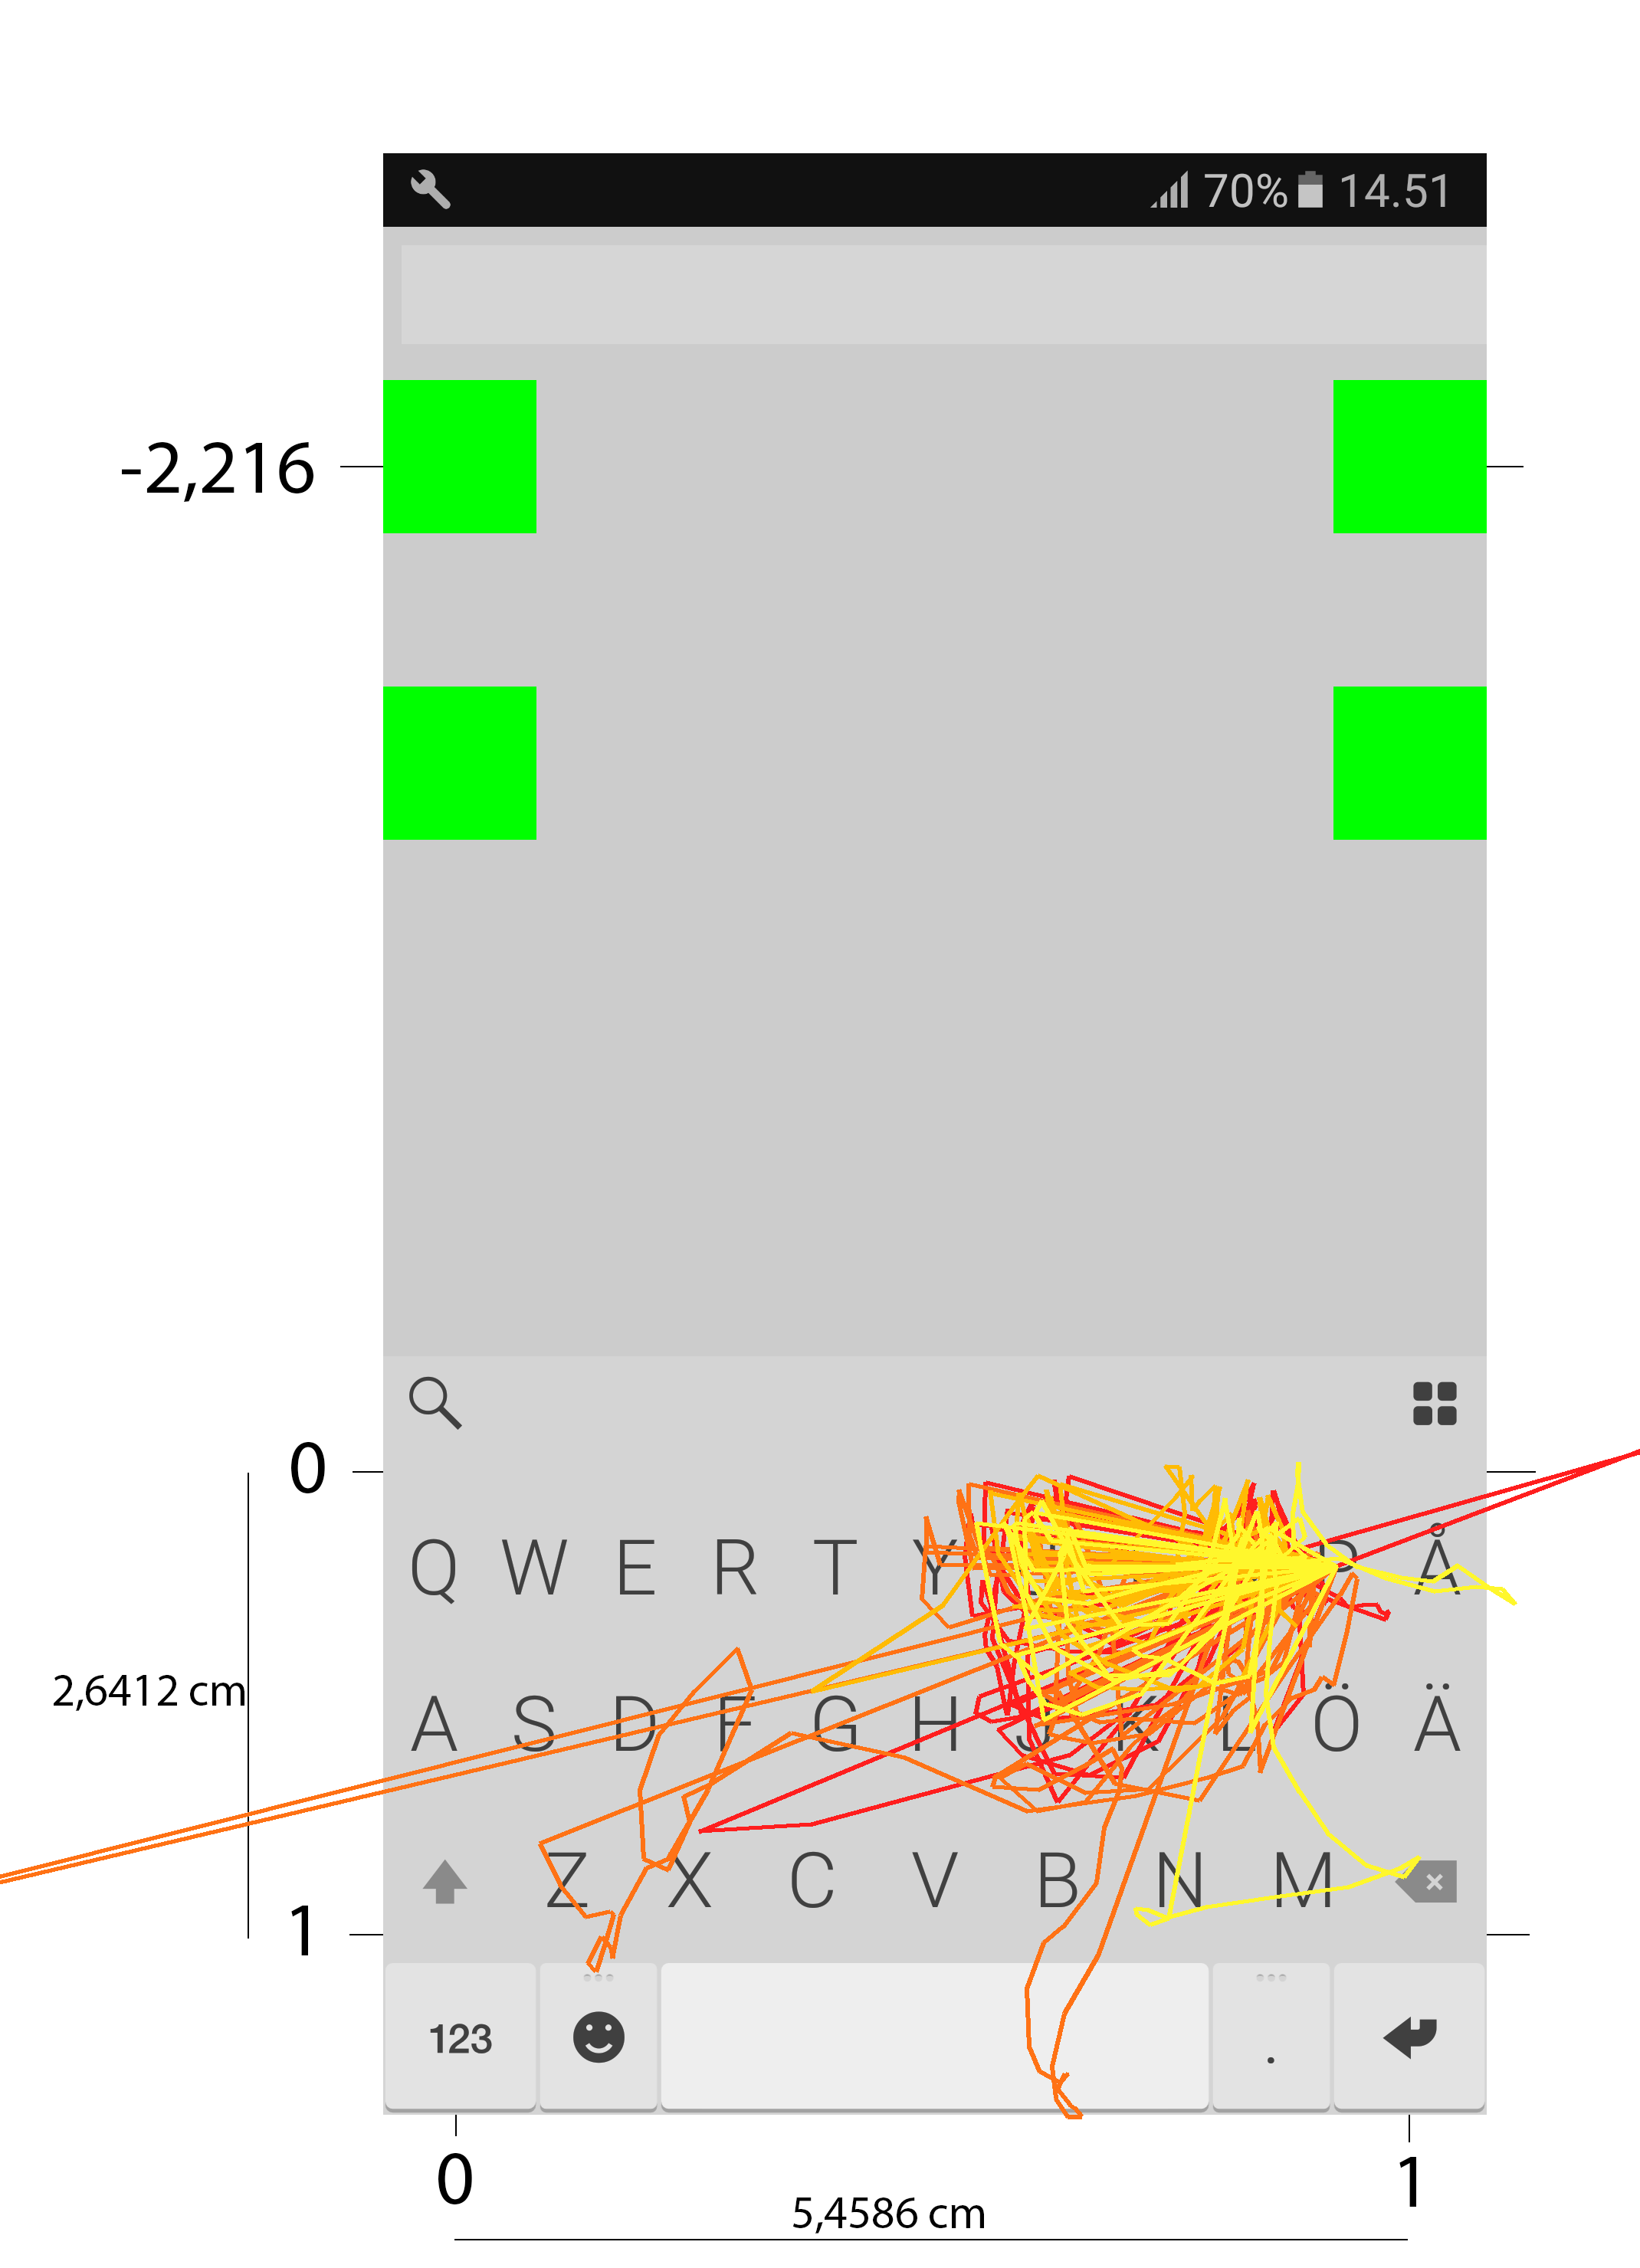 70% 14.51
-2,216
0
Q W E R T Y P Å
2,6412 cm
A S D F G H J K L Ö Ä
Z X C V B N M
1
123 .
0 1
5,4586 cm